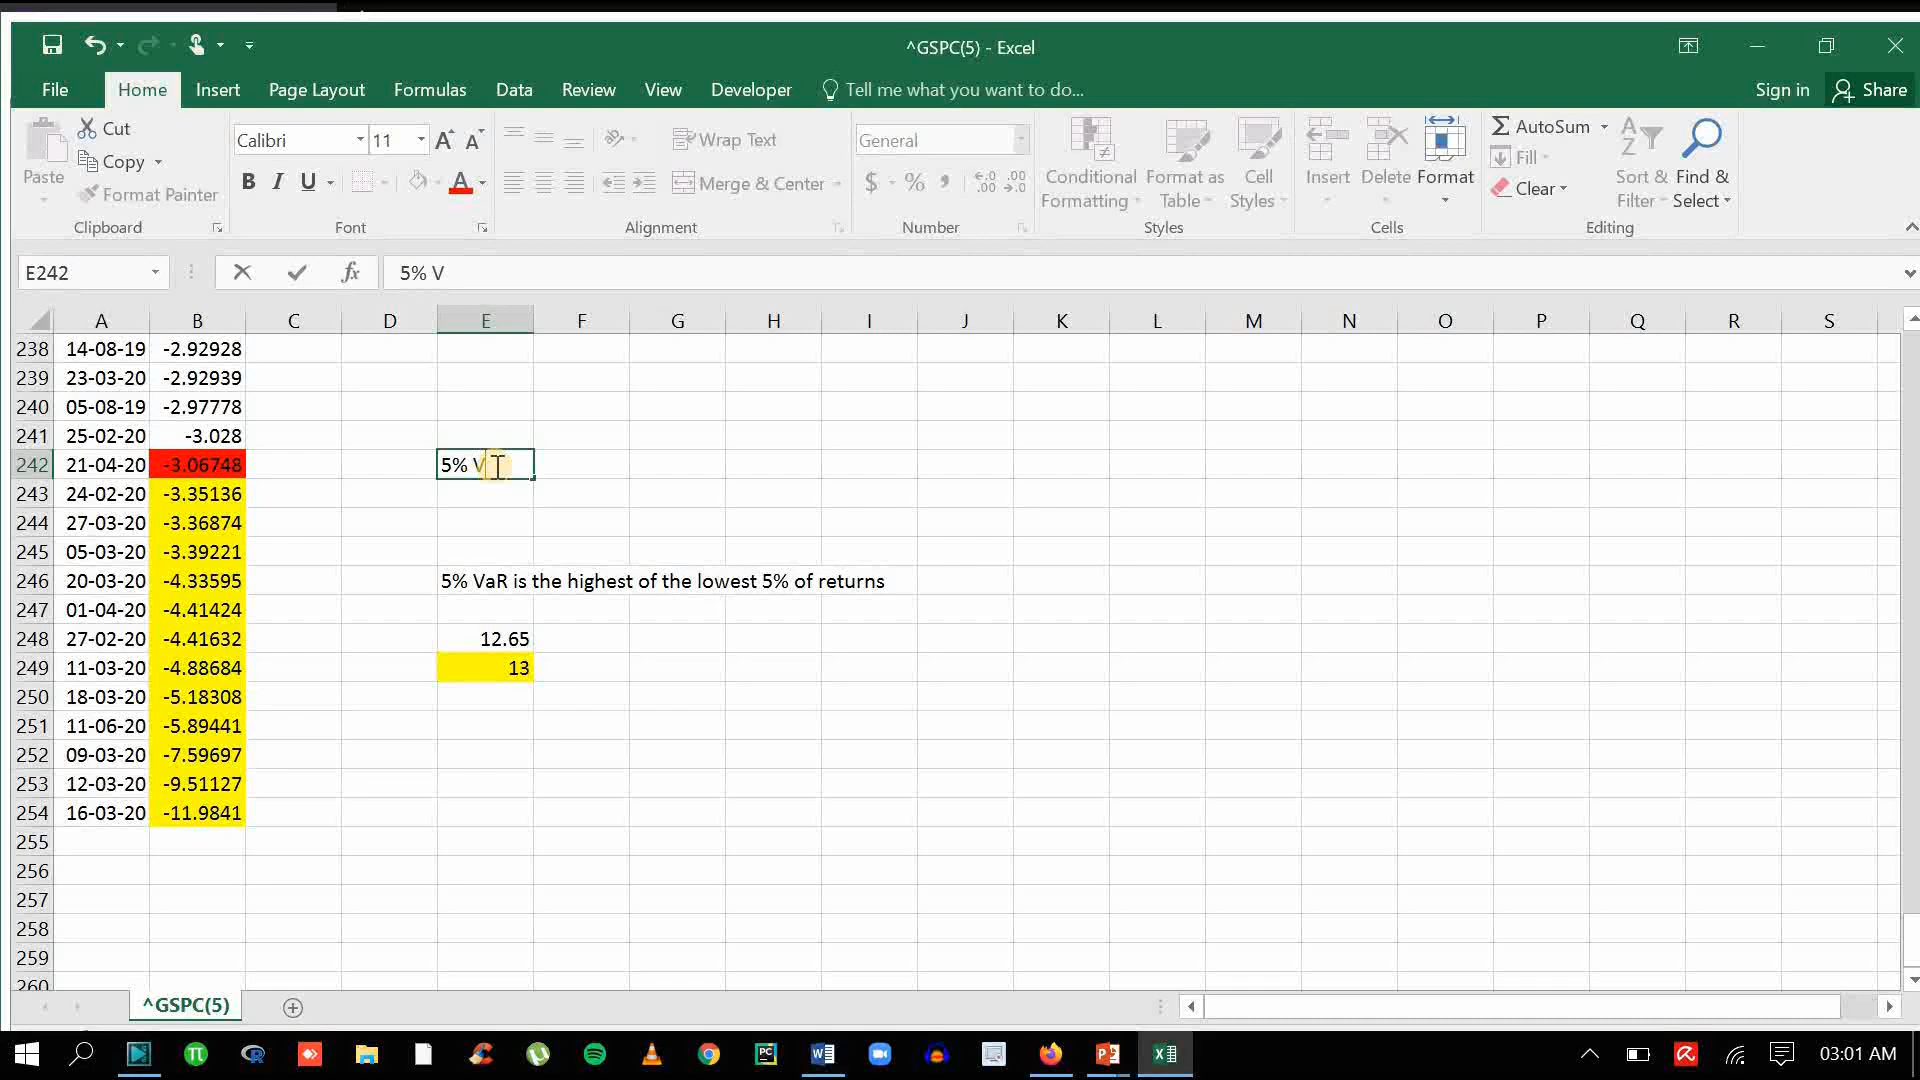 ^GSPC(5) - Excel
File Home Insert Page Layout Formulas Data Review View Developer Tell me what you want to do... Sign in Share
Paste Cut Copy Format Painter Clipboard
Calibri 11 B I U A Font
Wrap Text Merge & Center Alignment
General $ % Number
Conditional Formatting Format as Table Cell Styles Styles
Insert Delete Format Cells
AutoSum Fill Clear Sort & Filter Find & Select Editing
E242 fx 5% V
A B C D E F G H I J K L M N O P Q R S
238 14-08-19 -2.92928
239 23-03-20 -2.92939
240 05-08-19 -2.97778
241 25-02-20 -3.028
242 21-04-20 -3.06748 5% V
243 24-02-20 -3.35136
244 27-03-20 -3.36874
245 05-03-20 -3.39221
246 20-03-20 -4.33595 5% VaR is the highest of the lowest 5% of returns
247 01-04-20 -4.41424
248 27-02-20 -4.41632 12.65
249 11-03-20 -4.88684 13
250 18-03-20 -5.18308
251 11-06-20 -5.89441
252 09-03-20 -7.59697
253 12-03-20 -9.51127
254 16-03-20 -11.9841
255
256
257
258
259
260
^GSPC(5)
03:01 AM